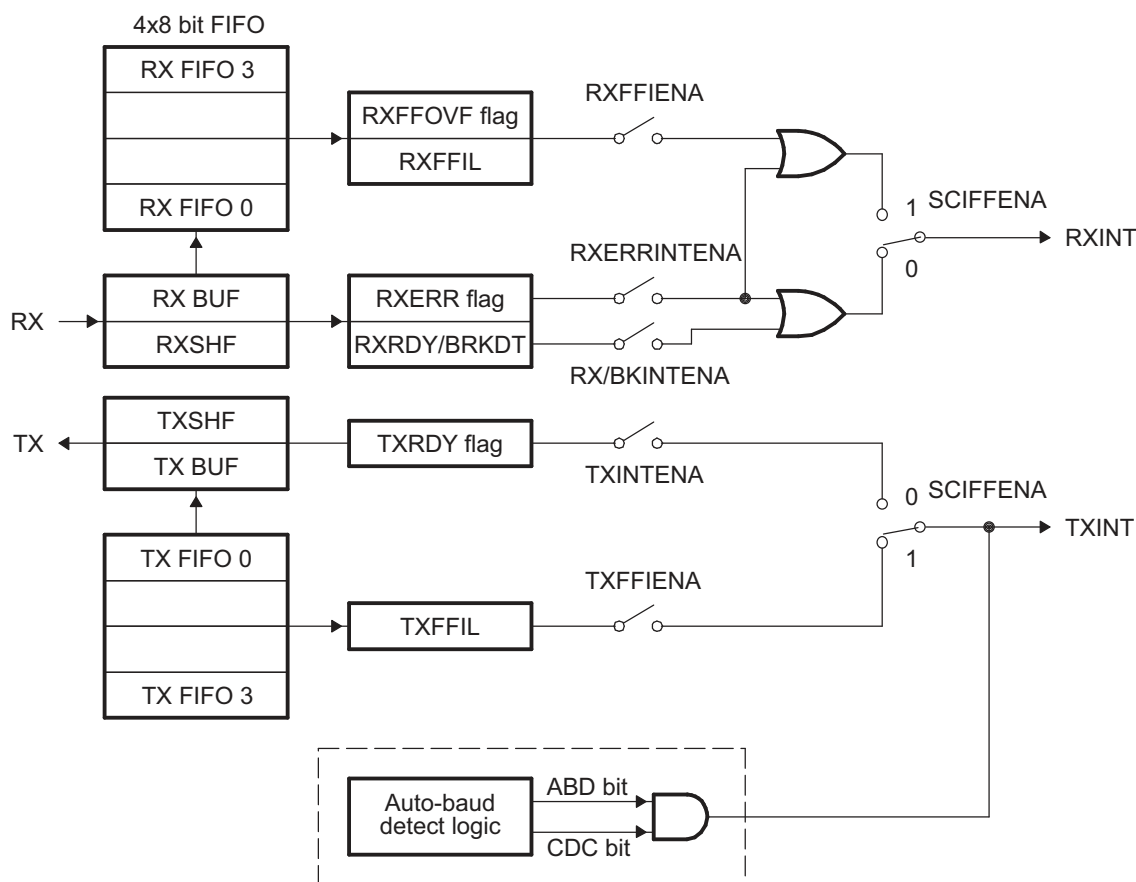 4x8 bit FIFO
RX FIFO 3
RX FIFO 0
RXFFOVF flag
RXFFIL
RXFFIENA
1
SCIFFENA
RXINT
0
RX
RX BUF
RXSHF
RXERR flag
RXRDY/BRKDT
RXERRINTENA
RX/BKINTENA
TX
TXSHF
TX BUF
TXRDY flag
TXINTENA
0
SCIFFENA
TXINT
1
TX FIFO 0
TX FIFO 3
TXFFIL
TXFFIENA
Auto-baud
detect logic
ABD bit
CDC bit